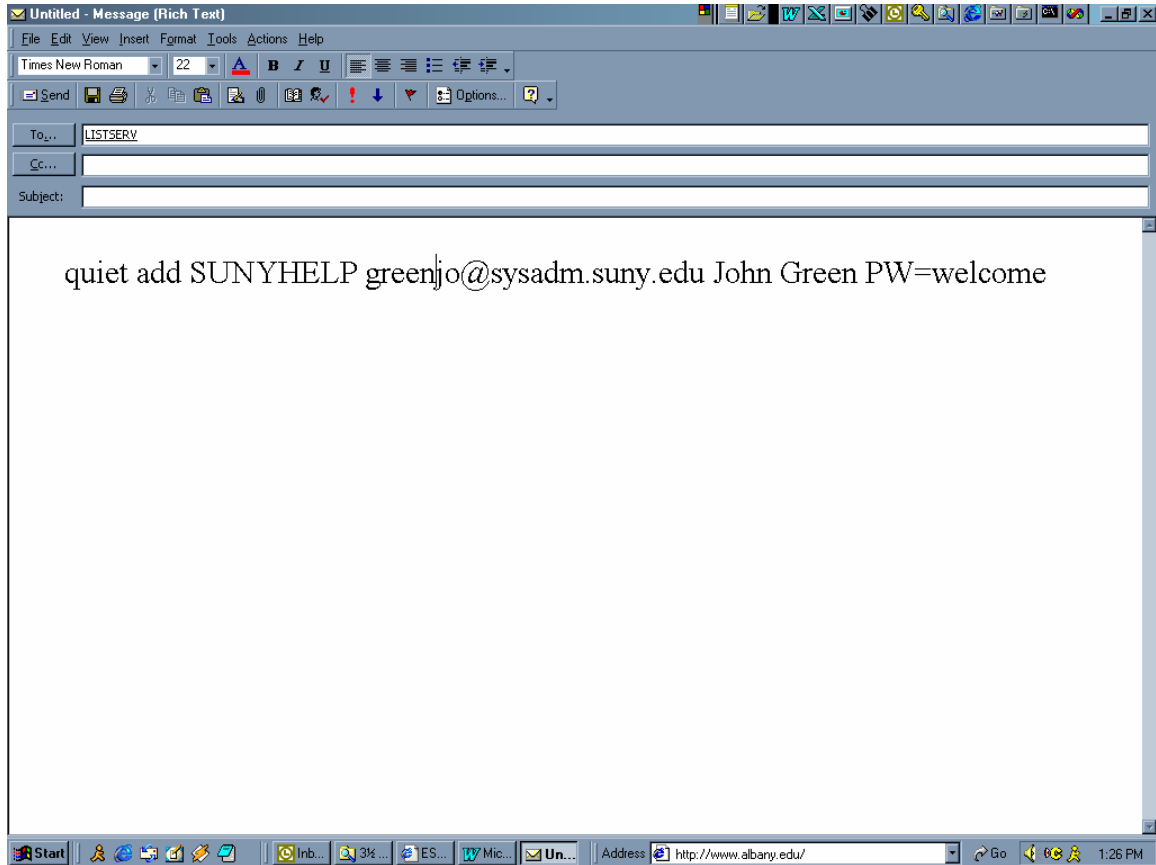 Untitled - Message (Rich Text)
File Edit View Insert Format Tools Actions Help
Times New Roman 22 A B I U
Send Options...
To... LISTSERV
Cc...
Subject:
quiet add SUNYHELP greenjo@sysadm.suny.edu John Green PW=welcome
Start Inb... 3½ ... ES... Mic... Un... Address http://www.albany.edu/ Go 1:26 PM